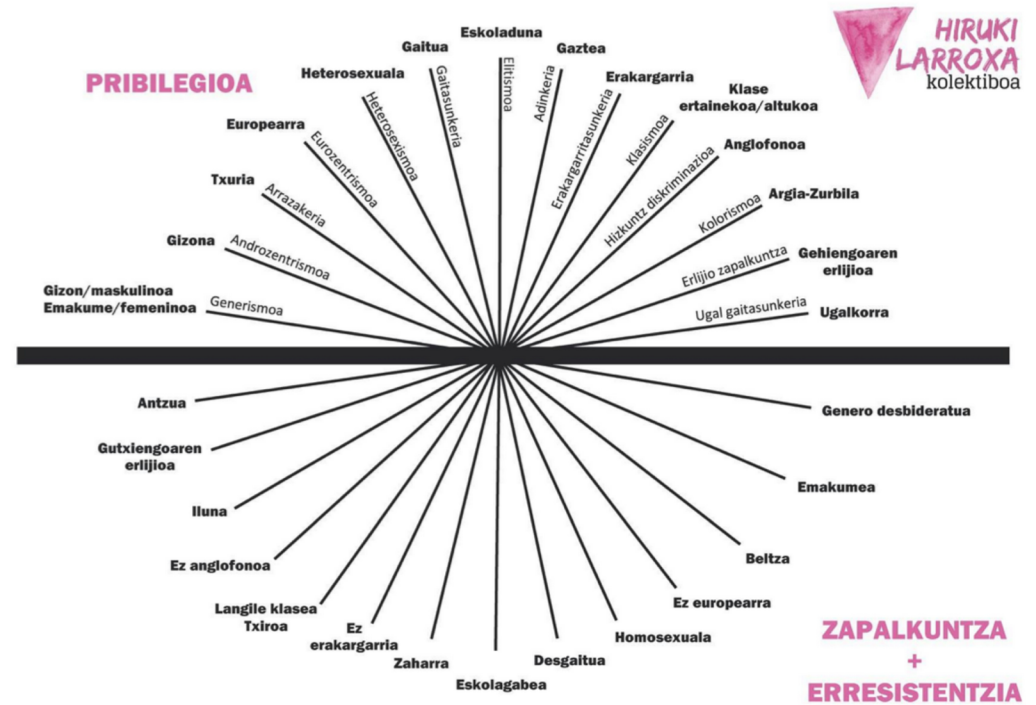 HIRUKI
LARROXA
kolektiboa
PRIBILEGIOA
Eskoladuna
Gaitua
Gaztea
Heterosexuala
Erakargarria
Klase
ertainekoa/altukoa
Europearra
Anglofonoa
Txuria
Argia-Zurbila
Gizona
Gehiengoaren
erlijioa
Gizon/maskulinoa
Emakume/femeninoa
Ugalkorra
Generismoa
Androzentrismoa
Arrazakeria
Eurozentrismoa
Heterosexismoa
Gaitasunkeria
Elitismoa
Adinkeria
Erakargarritasunkeria
Klasismoa
Hizkuntz diskriminazioa
Kolorismoa
Erlijio zapalkuntza
Ugal gaitasunkeria
Antzua
Gutxiengoaren
erlijioa
Iluna
Ez anglofonoa
Langile klasea
Txiroa
Ez
erakargarria
Zaharra
Eskolagabea
Desgaitua
Homosexuala
Ez europearra
Beltza
Emakumea
Genero desbideratua
ZAPALKUNTZA
+
ERRESISTENTZIA